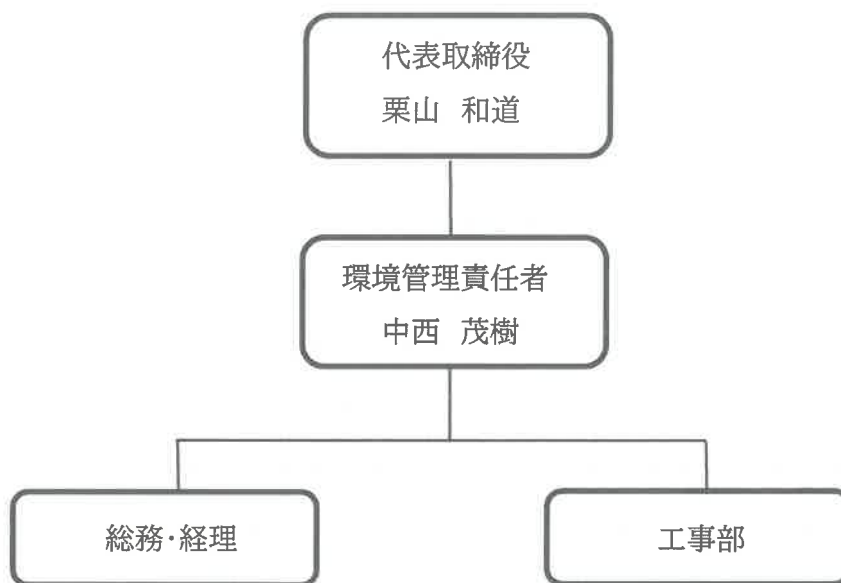 代表取締役
栗山 和道
環境管理責任者
中西 茂樹
総務・経理
工事部